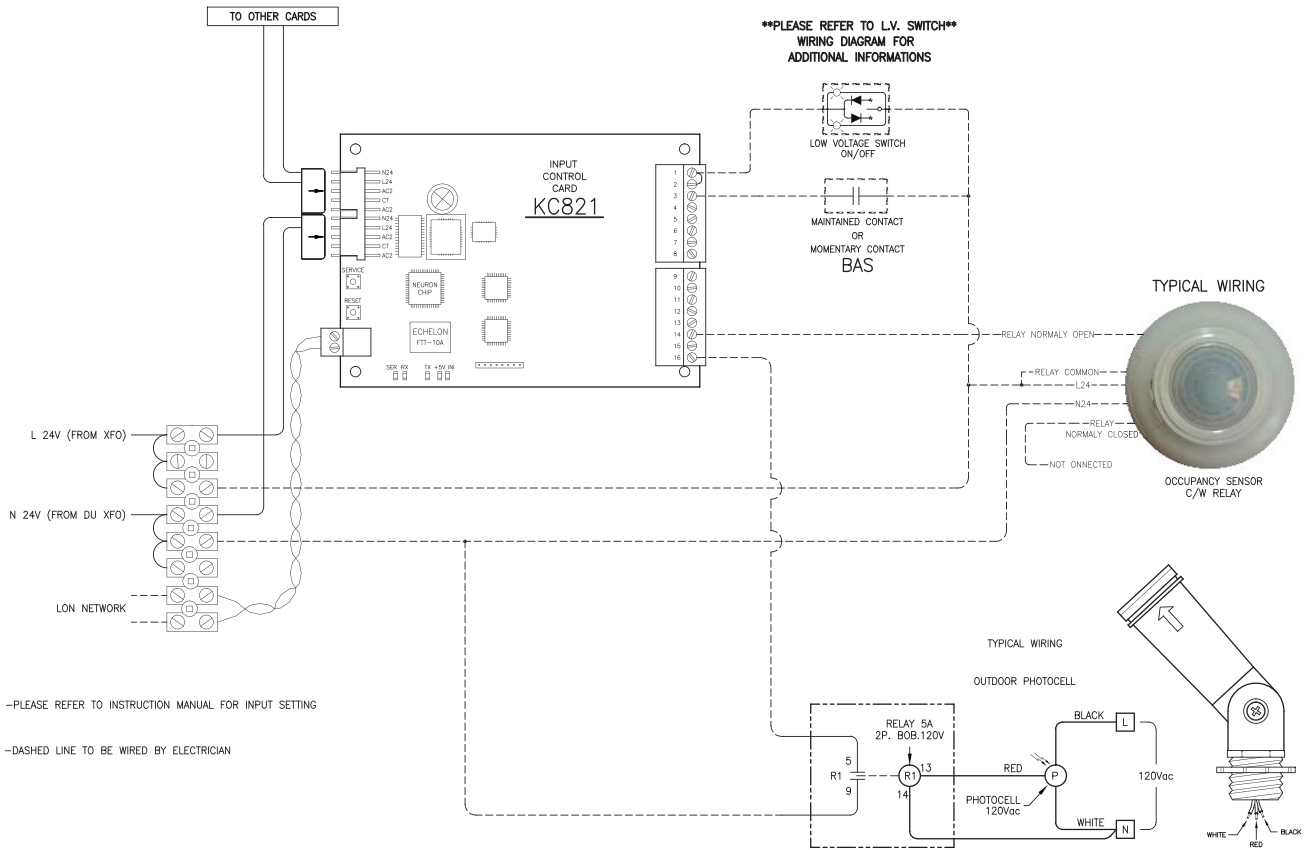 TO OTHER CARDS
**PLEASE REFER TO L.V. SWITCH**
WIRING DIAGRAM FOR
ADDITIONAL INFORMATIONS
LOW VOLTAGE SWITCH
ON/OFF
MAINTAINED CONTACT
OR
MOMENTARY CONTACT
BAS
INPUT
CONTROL
CARD
KC821
N24
L24
AC2
CT
AC2
N24
L24
AC2
CT
AC2
SERVICE
RESET
NEURON
CHIP
ECHELON
FTT-10A
SER RX TX +5V INI
1
2
3
4
5
6
7
8
9
10
11
12
13
14
15
16
TYPICAL WIRING
RELAY NORMALY OPEN
RELAY COMMON
L24
N24
RELAY
NORMALY CLOSED
NOT ONNECTED
OCCUPANCY SENSOR
C/W RELAY
L 24V (FROM XFO)
N 24V (FROM DU XFO)
LON NETWORK
-PLEASE REFER TO INSTRUCTION MANUAL FOR INPUT SETTING
-DASHED LINE TO BE WIRED BY ELECTRICIAN
TYPICAL WIRING
OUTDOOR PHOTOCELL
RELAY 5A
2P. BOB.120V
5
R1
9
R1
13
14
RED
P
PHOTOCELL
120Vac
BLACK
L
120Vac
WHITE
N
WHITE
RED
BLACK